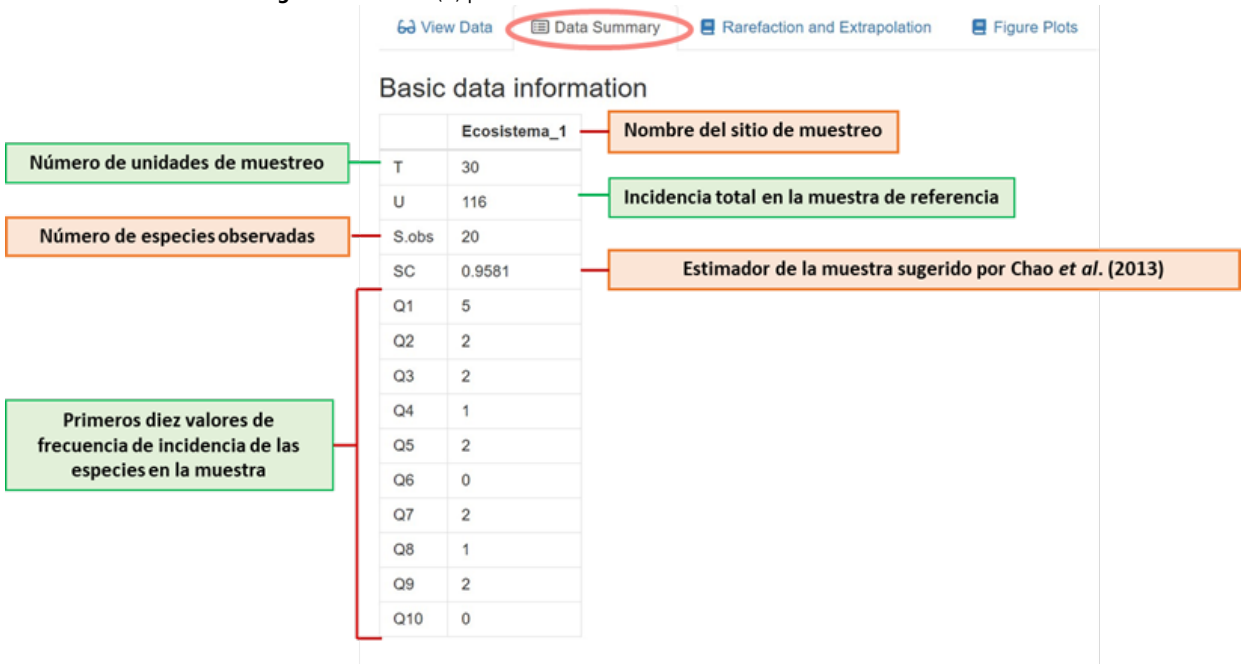 View Data Data Summary Rarefaction and Extrapolation Figure Plots
Basic data information
Ecosistema_1
Nombre del sitio de muestreo
Número de unidades de muestreo
T 30
U 116
Incidencia total en la muestra de referencia
Número de especies observadas
S.obs 20
SC 0.9581
Estimador de la muestra sugerido por Chao et al. (2013)
Q1 5
Q2 2
Q3 2
Q4 1
Q5 2
Q6 0
Q7 2
Q8 1
Q9 2
Q10 0
Primeros diez valores de
frecuencia de incidencia de las
especies en la muestra